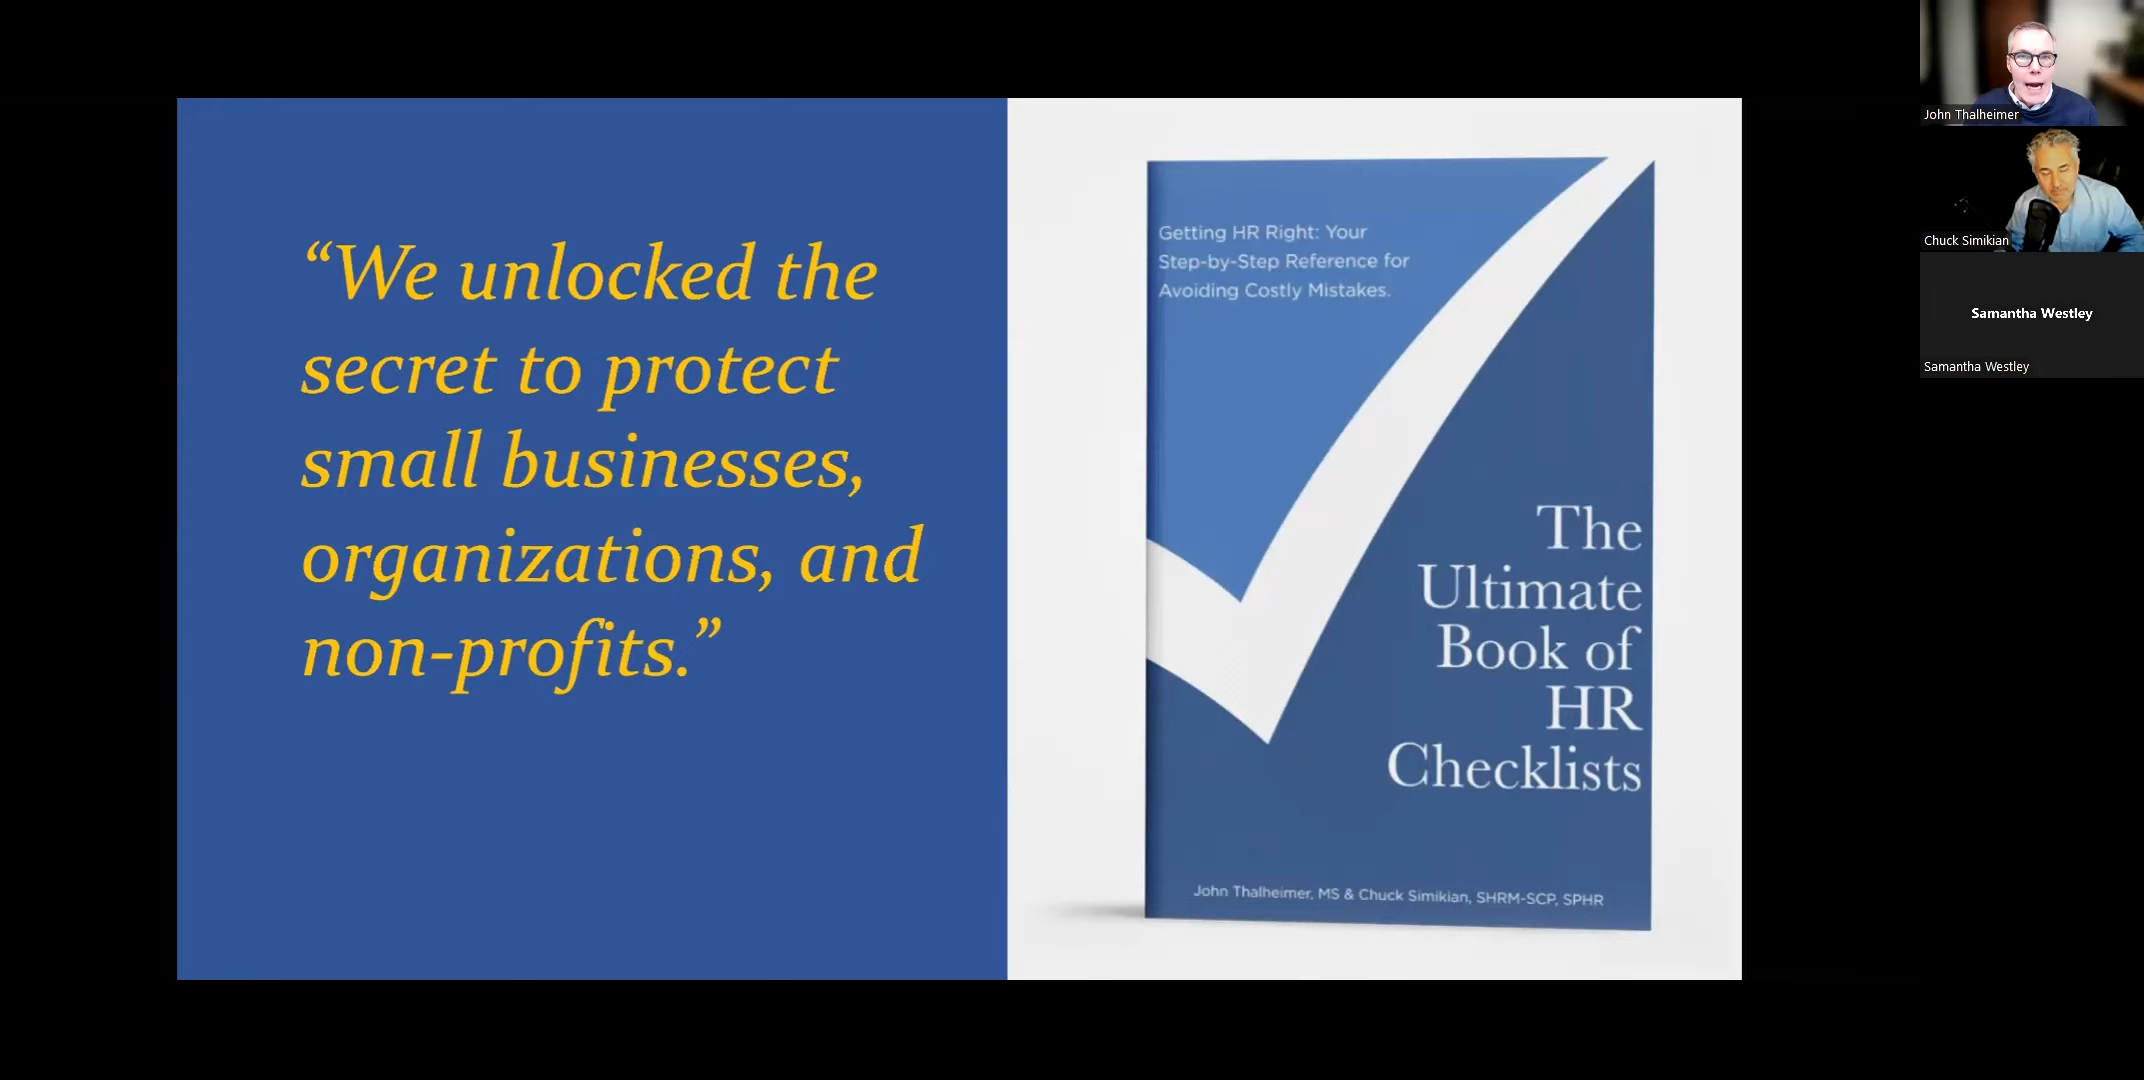 “We unlocked the
secret to protect
small businesses,
organizations, and
non-profits.”
Getting HR Right: Your
Step-by-Step Reference for
Avoiding Costly Mistakes.
The
Ultimate
Book of
HR
Checklists
John Thalheimer, MS & Chuck Simikian, SHRM-SCP, SPHR
John Thalheimer
Chuck Simikian
Samantha Westley
Samantha Westley